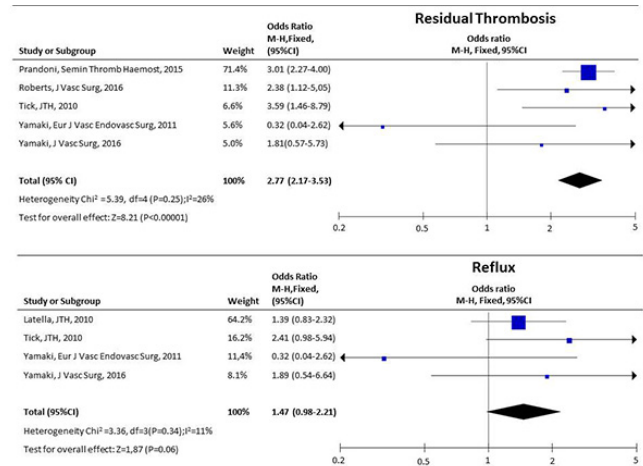 Residual Thrombosis
Odds Ratio
M-H,Fixed,
(95%CI)
Odds ratio
M-H, Fixed, 95%CI
Study or Subgroup Weight
Prandoni, Semin Thromb Haemost, 2015 71.4% 3.01 (2.27-4.00)
Roberts, J Vasc Surg, 2016 11.3% 2.38 (1.12-5,05)
Tick, JTH, 2010 6.6% 3.59 (1.46-8.79)
Yamaki, Eur J Vasc Endovasc Surg, 2011 5.6% 0.32 (0.04-2.62)
Yamaki, J Vasc Surg, 2016 5.0% 1.81(0.57-5.73)
Total (95% CI) 100% 2.77 (2.17-3.53)
Heterogeneity Chi² =5.39, df=4 (P=0.25);I²=26%
Test for overall effect: Z=8.21 (P<0.00001)
0.2 0.5 1 2 5
Reflux
Odds Ratio
M-H,Fixed,
(95%CI)
Odds ratio
M-H, Fixed, 95%CI
Study or Subgroup Weight
Latella, JTH, 2010 64.2% 1.39 (0.83-2.32)
Tick, JTH, 2010 16.2% 2.41 (0.98-5.94)
Yamaki, Eur J Vasc Endovasc Surg, 2011 11,4% 0.32 (0.04-2.62)
Yamaki, J Vasc Surg, 2016 8.1% 1.89 (0.54-6.64)
Total (95%CI) 100% 1.47 (0.98-2.21)
Heterogeneity Chi² =3.36, df=3(P=0.34);I²=11%
Test for overall effect: Z=1,87 (P=0.06)
0.2 0.5 1 2 5